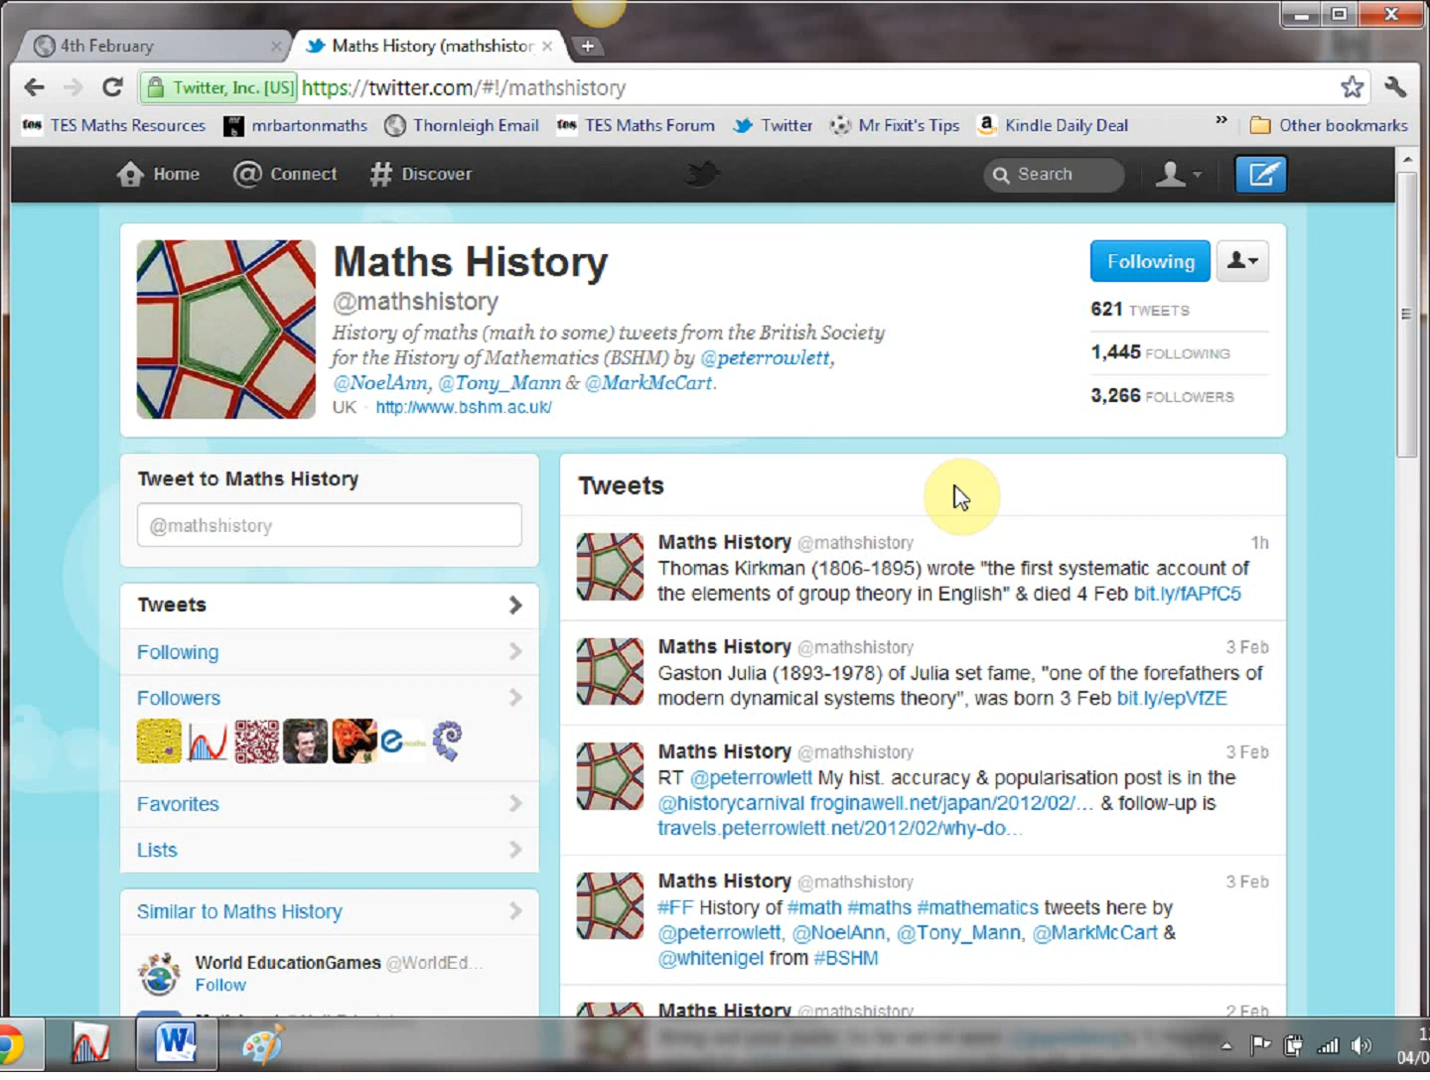 4th February
Maths History (mathshistor
Twitter, Inc. [US] https://twitter.com/#!/mathshistory
tes TES Maths Resources mrbartonmaths Thornleigh Email tes TES Maths Forum Twitter Mr Fixit's Tips Kindle Daily Deal » Other bookmarks
Home @ Connect # Discover Search
Maths History
Following
@mathshistory
621 TWEETS
History of maths (math to some) tweets from the British Society
for the History of Mathematics (BSHM) by @peterrowlett,
1,445 FOLLOWING
@NoelAnn, @Tony_Mann & @MarkMcCart.
3,266 FOLLOWERS
UK · http://www.bshm.ac.uk/
Tweet to Maths History
@mathshistory
Tweets
Following
Followers
Favorites
Lists
Similar to Maths History
World EducationGames @WorldEd...
Follow
Tweets
Maths History @mathshistory 1h
Thomas Kirkman (1806-1895) wrote "the first systematic account of
the elements of group theory in English" & died 4 Feb bit.ly/fAPfC5
Maths History @mathshistory 3 Feb
Gaston Julia (1893-1978) of Julia set fame, "one of the forefathers of
modern dynamical systems theory", was born 3 Feb bit.ly/epVfZE
Maths History @mathshistory 3 Feb
RT @peterrowlett My hist. accuracy & popularisation post is in the
@historycarnival froginawell.net/japan/2012/02/... & follow-up is
travels.peterrowlett.net/2012/02/why-do...
Maths History @mathshistory 3 Feb
#FF History of #math #maths #mathematics tweets here by
@peterrowlett, @NoelAnn, @Tony_Mann, @MarkMcCart &
@whitenigel from #BSHM
Maths History @mathshistory 2 Feb